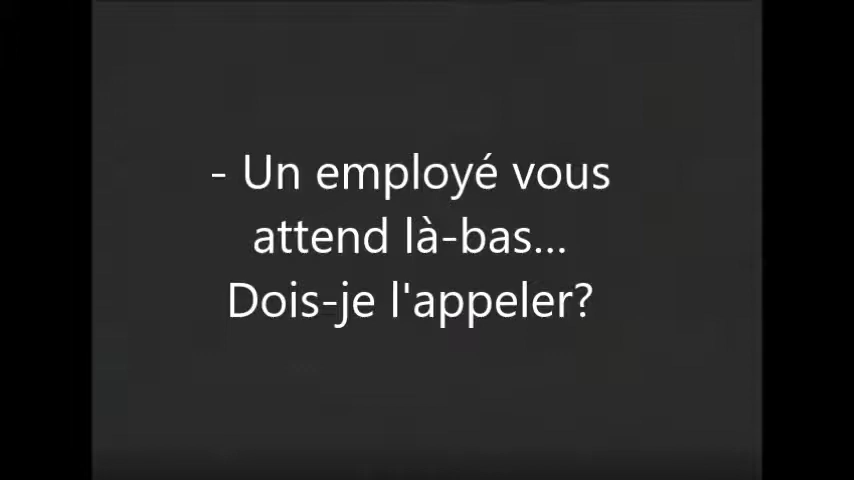 - Un employé vous
attend là-bas...
Dois-je l'appeler?